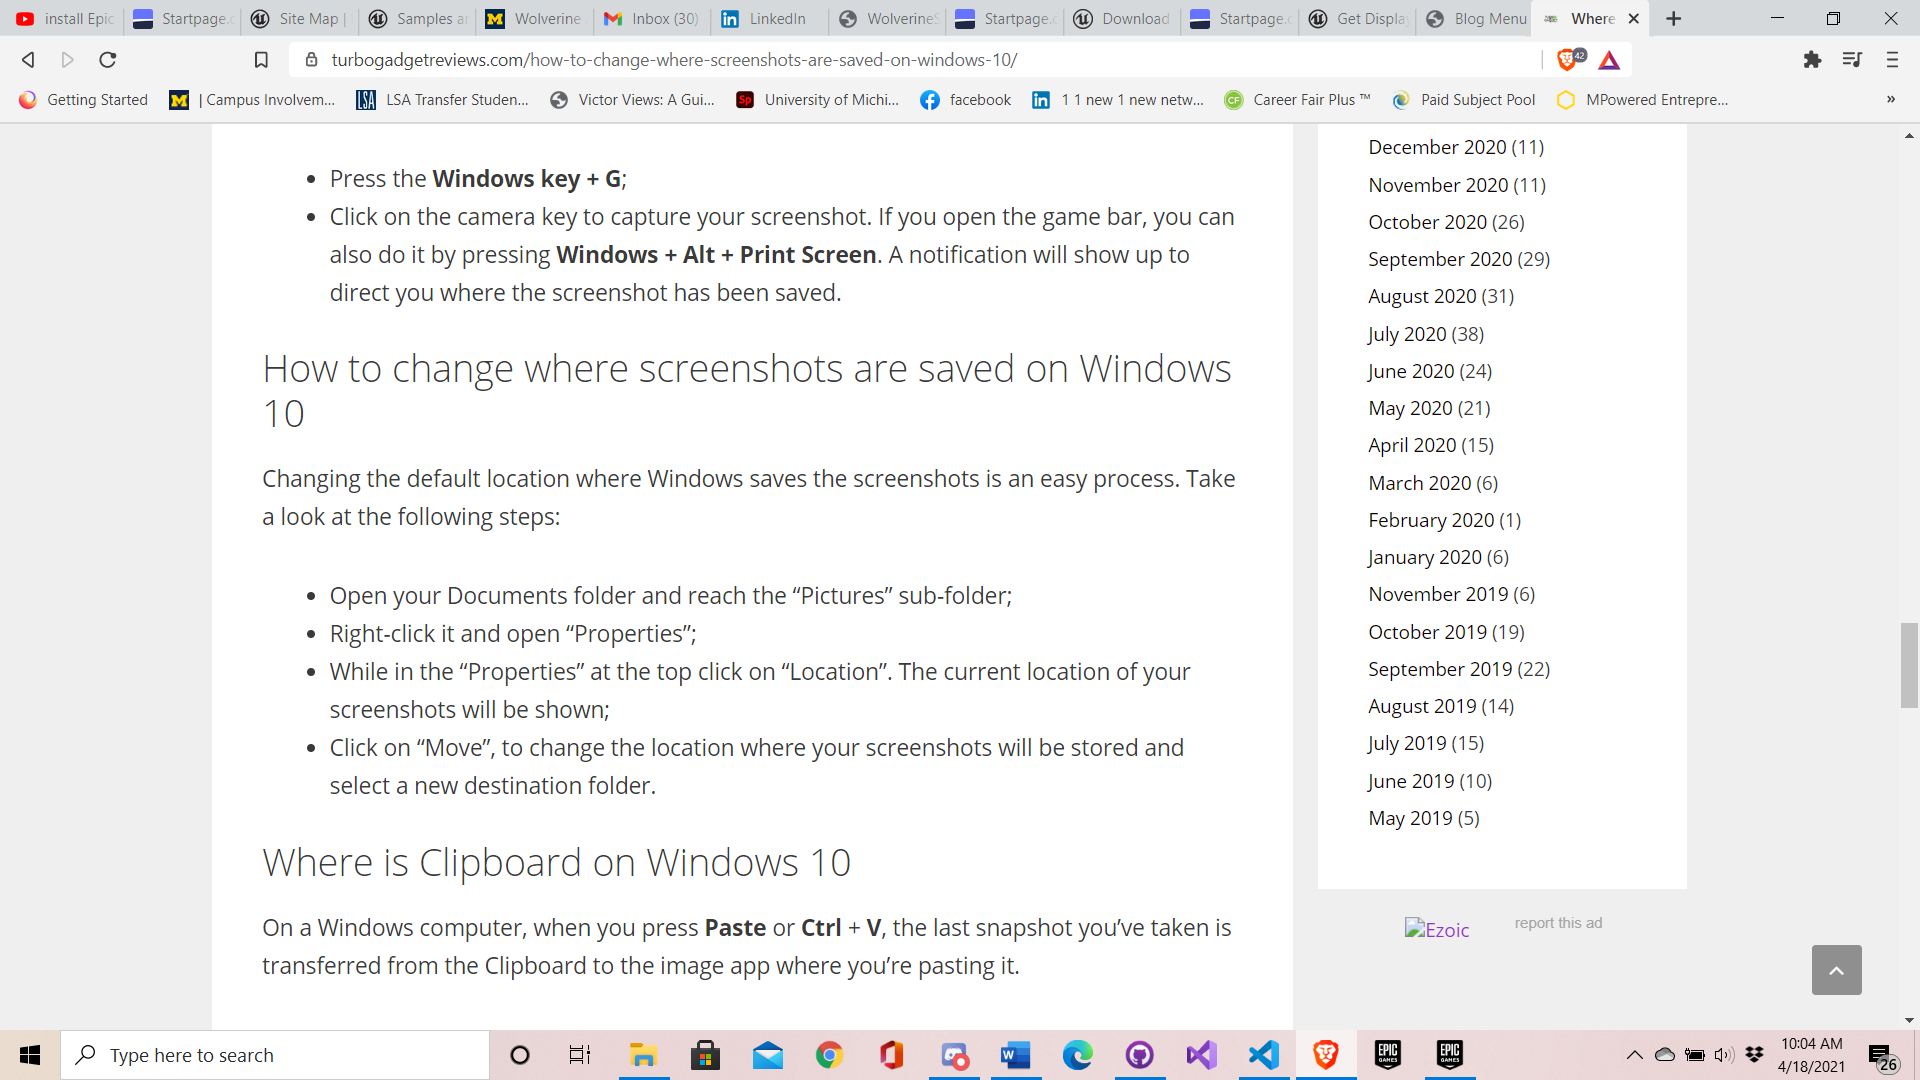 install Epic
Startpage.c
Site Map |
Samples ar
Wolverine
Inbox (30)
LinkedIn
WolverineS
Startpage.c
Download
Startpage.c
Get Displa
Blog Menu
Where
turbogadgetreviews.com/how-to-change-where-screenshots-are-saved-on-windows-10/
42
Getting Started
| Campus Involvem...
LSA Transfer Studen...
Victor Views: A Gui...
University of Michi...
facebook
1 1 new 1 new netw...
Career Fair Plus ™
Paid Subject Pool
MPowered Entrepre...
»
• Press the Windows key + G;
• Click on the camera key to capture your screenshot. If you open the game bar, you can
also do it by pressing Windows + Alt + Print Screen. A notification will show up to
direct you where the screenshot has been saved.
How to change where screenshots are saved on Windows
10
Changing the default location where Windows saves the screenshots is an easy process. Take
a look at the following steps:
• Open your Documents folder and reach the “Pictures” sub-folder;
• Right-click it and open “Properties”;
• While in the “Properties” at the top click on “Location”. The current location of your
screenshots will be shown;
• Click on “Move”, to change the location where your screenshots will be stored and
select a new destination folder.
Where is Clipboard on Windows 10
On a Windows computer, when you press Paste or Ctrl + V, the last snapshot you’ve taken is
transferred from the Clipboard to the image app where you’re pasting it.
December 2020 (11)
November 2020 (11)
October 2020 (26)
September 2020 (29)
August 2020 (31)
July 2020 (38)
June 2020 (24)
May 2020 (21)
April 2020 (15)
March 2020 (6)
February 2020 (1)
January 2020 (6)
November 2019 (6)
October 2019 (19)
September 2019 (22)
August 2019 (14)
July 2019 (15)
June 2019 (10)
May 2019 (5)
Ezoic
report this ad
Type here to search
EPIC
GAMES
EPIC
GAMES
10:04 AM
4/18/2021
26